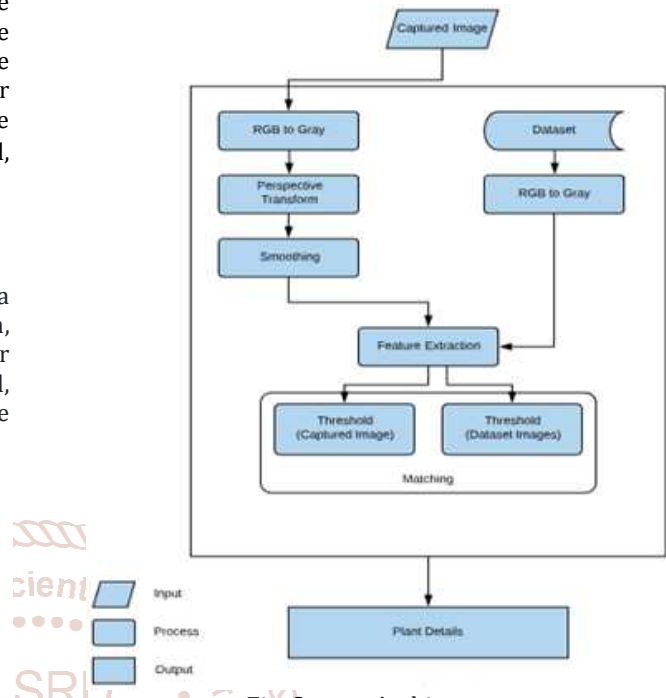 Captured Image
RGB to Gray
Dataset
Perspective
Transform
RGB to Gray
Smoothing
Feature Extraction
Threshold
(Captured Image)
Threshold
(Dataset Images)
Matching
Input
Process
Plant Details
Output